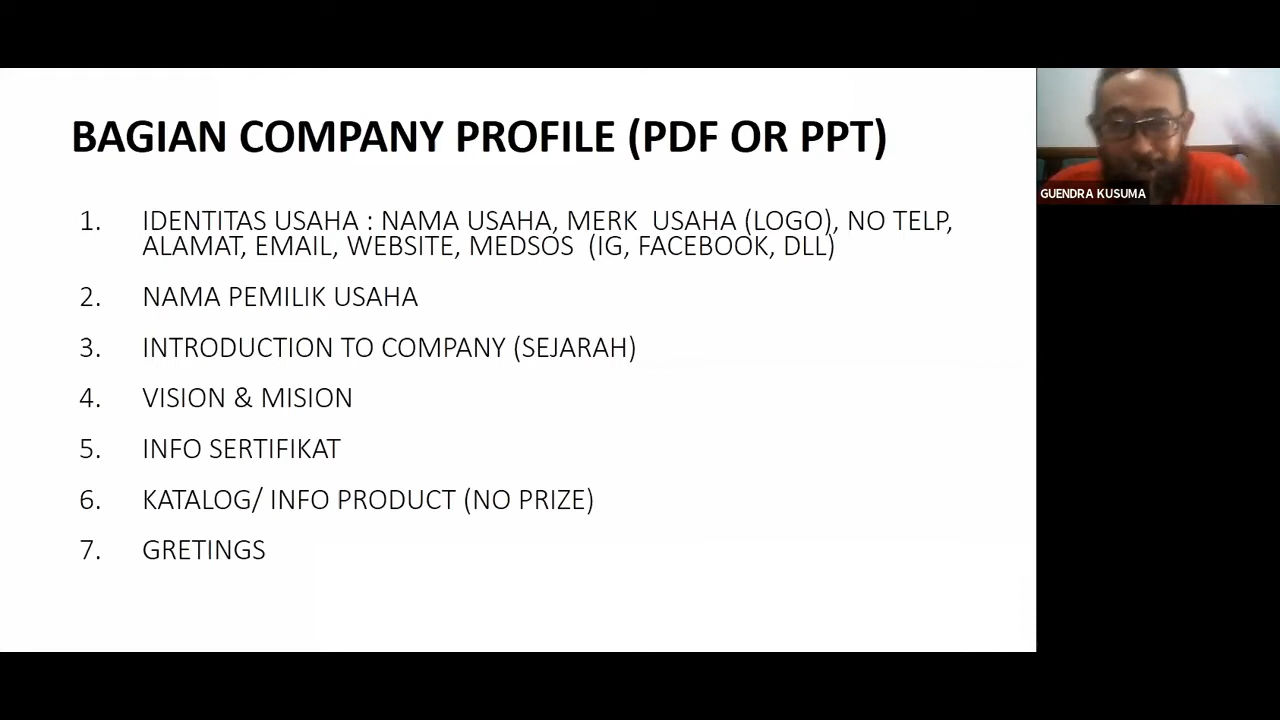 BAGIAN COMPANY PROFILE (PDF OR PPT)
1. IDENTITAS USAHA : NAMA USAHA, MERK USAHA (LOGO), NO TELP,
ALAMAT, EMAIL, WEBSITE, MEDSOS (IG, FACEBOOK, DLL)
2. NAMA PEMILIK USAHA
3. INTRODUCTION TO COMPANY (SEJARAH)
4. VISION & MISION
5. INFO SERTIFIKAT
6. KATALOG/ INFO PRODUCT (NO PRIZE)
7. GRETINGS
GUENDRA KUSUMA